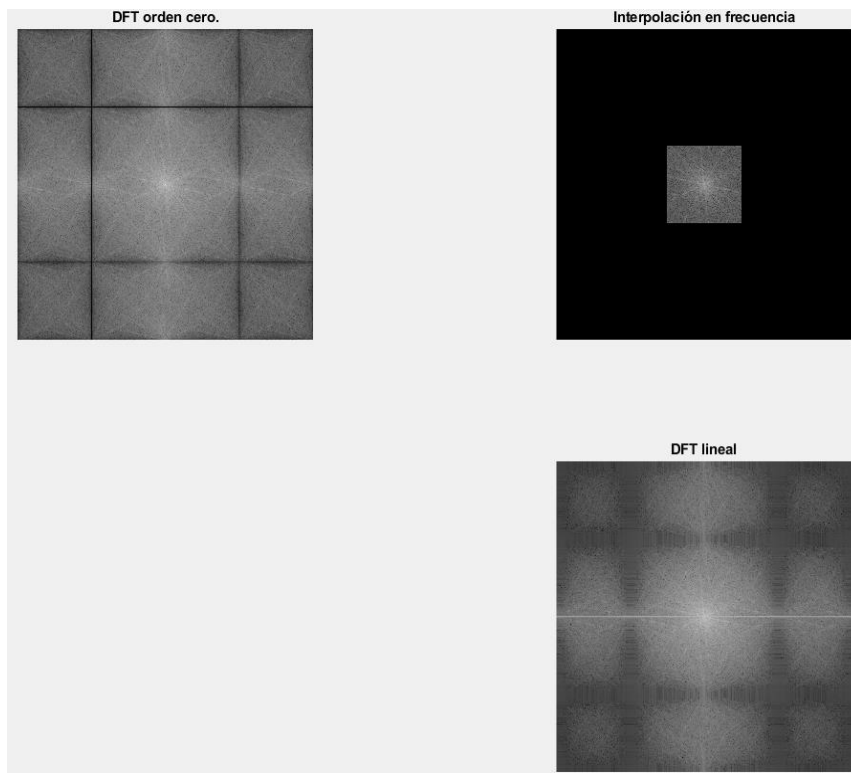 DFT orden cero.
Interpolación en frecuencia
DFT lineal